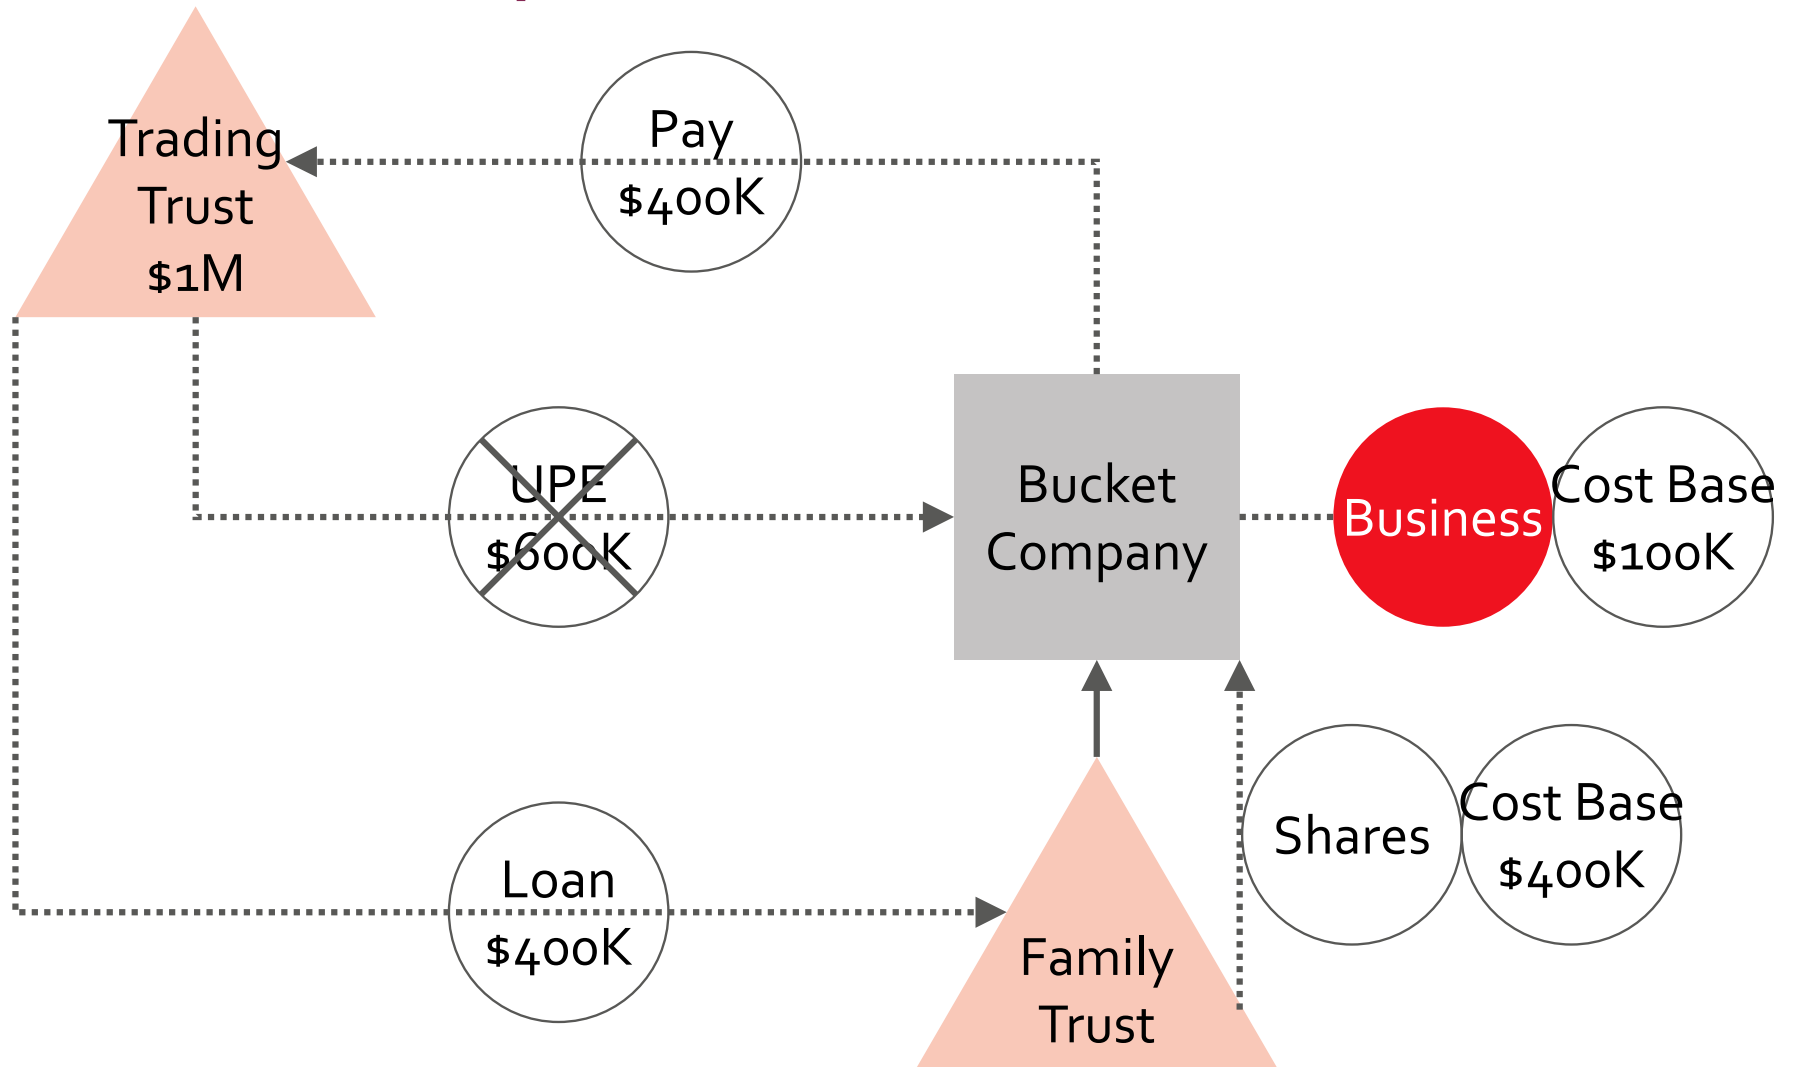 Trading
Trust
$1M
Pay
$400K
UPE
$600K
Bucket
Company
Business
Cost Base
$100K
Shares
Cost Base
$400K
Loan
$400K
Family
Trust